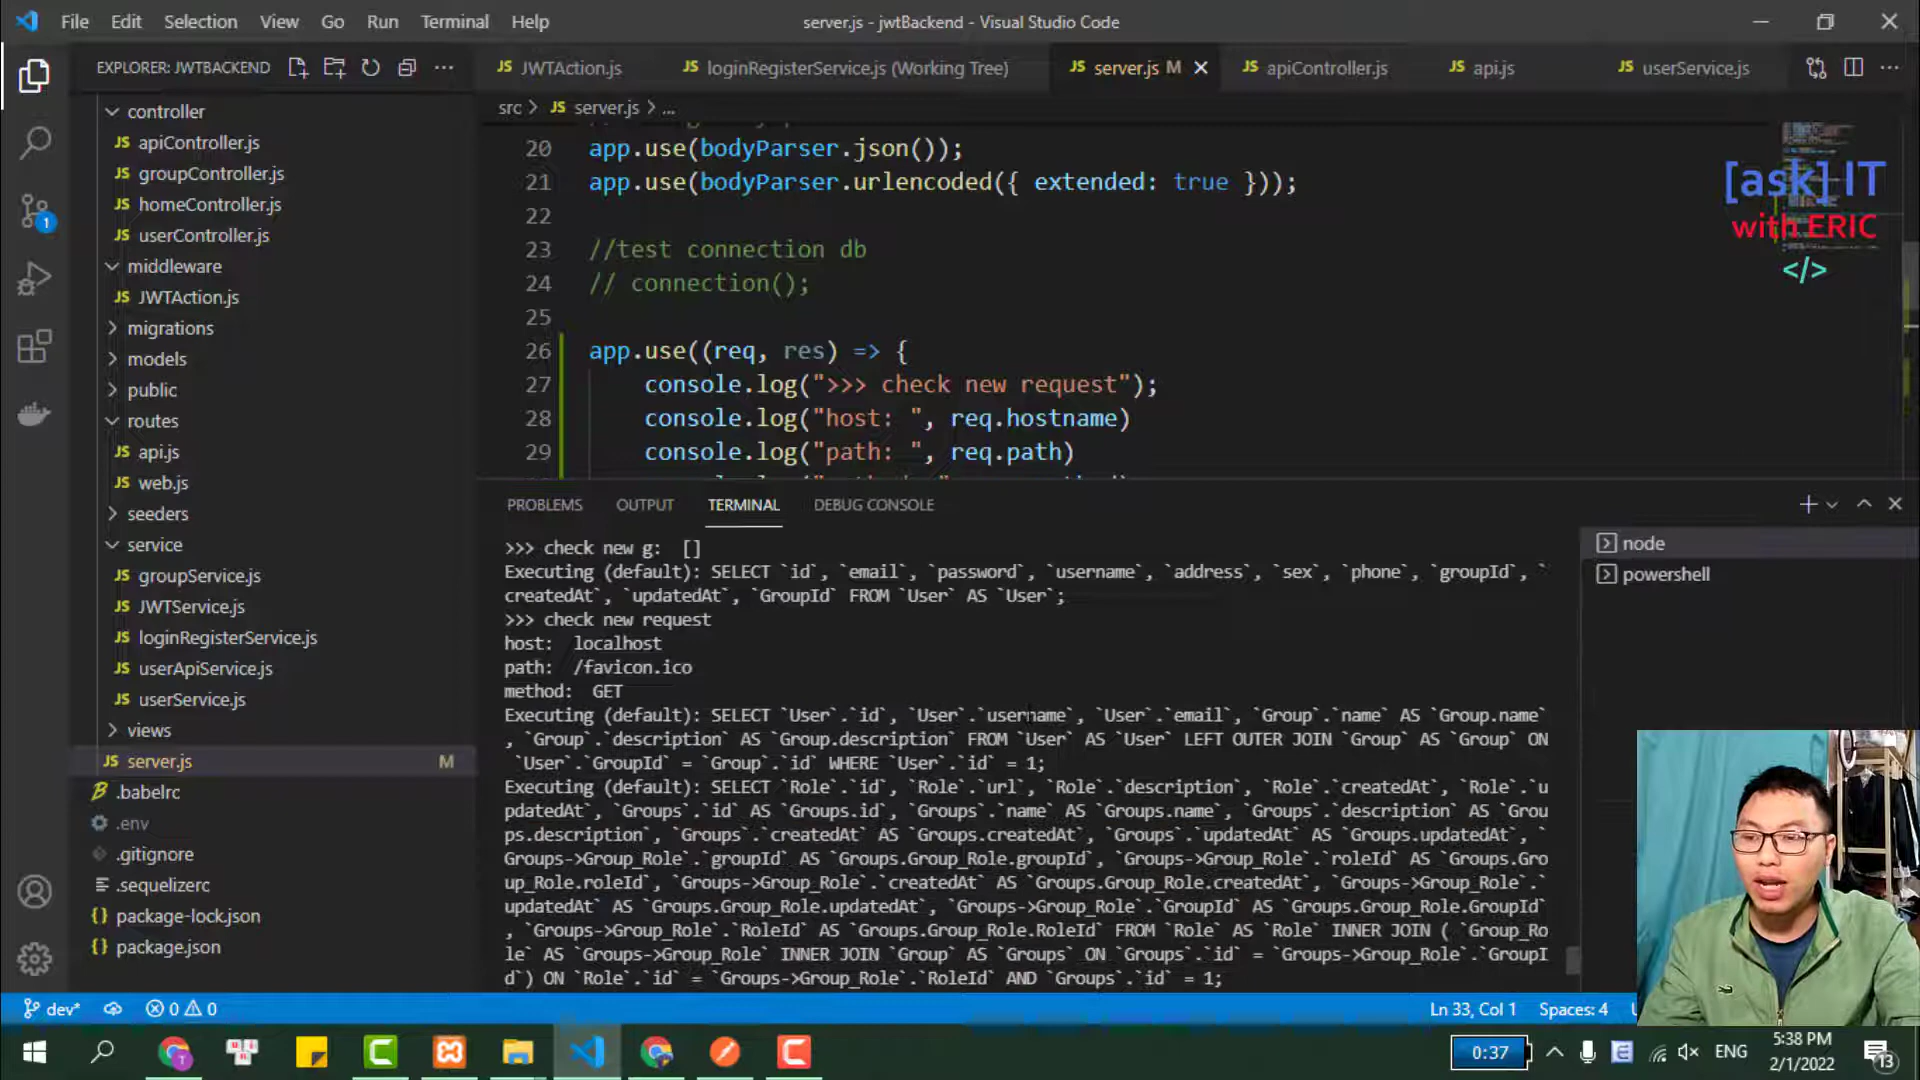 File Edit Selection View Go Run Terminal Help
server.js - jwtBackend - Visual Studio Code
EXPLORER: JWTBACKEND
JWTAction.js
loginRegisterService.js (Working Tree)
server.js M
apiController.js
api.js
userService.js
src > JS server.js > ...
controller
JS apiController.js
JS groupController.js
JS homeController.js
JS userController.js
middleware
JS JWTAction.js
migrations
models
public
routes
JS api.js
JS web.js
seeders
service
JS groupService.js
JS JWTService.js
JS loginRegisterService.js
JS userApiService.js
JS userService.js
views
JS server.js M
.babelrc
.env
.gitignore
.sequelizerc
package-lock.json
package.json
20 app.use(bodyParser.json());
21 app.use(bodyParser.urlencoded({ extended: true }));
22
23 //test connection db
24 // connection();
25
26 app.use((req, res) => {
27 console.log(">>> check new request");
28 console.log("host: ", req.hostname)
29 console.log("path: ", req.path)
[ask] IT
with ERIC
</>
PROBLEMS OUTPUT TERMINAL DEBUG CONSOLE
node
powershell
>>> check new g: []
Executing (default): SELECT `id`, `email`, `password`, `username`, `address`, `sex`, `phone`, `groupId`, `
createdAt`, `updatedAt`, `GroupId` FROM `User` AS `User`;
>>> check new request
host: localhost
path: /favicon.ico
method: GET
Executing (default): SELECT `User`.`id`, `User`.`username`, `User`.`email`, `Group`.`name` AS `Group.name`
, `Group`.`description` AS `Group.description` FROM `User` AS `User` LEFT OUTER JOIN `Group` AS `Group` ON
`User`.`GroupId` = `Group`.`id` WHERE `User`.`id` = 1;
Executing (default): SELECT `Role`.`id`, `Role`.`url`, `Role`.`description`, `Role`.`createdAt`, `Role`.`u
pdatedAt`, `Groups`.`id` AS `Groups.id`, `Groups`.`name` AS `Groups.name`, `Groups`.`description` AS `Grou
ps.description`, `Groups`.`createdAt` AS `Groups.createdAt`, `Groups`.`updatedAt` AS `Groups.updatedAt`, `
Groups->Group_Role`.`groupId` AS `Groups.Group_Role.groupId`, `Groups->Group_Role`.`roleId` AS `Groups.Gro
up_Role.roleId`, `Groups->Group_Role`.`createdAt` AS `Groups.Group_Role.createdAt`, `Groups->Group_Role`.`
updatedAt` AS `Groups.Group_Role.updatedAt`, `Groups->Group_Role`.`GroupId` AS `Groups.Group_Role.GroupId`
, `Groups->Group_Role`.`RoleId` AS `Groups.Group_Role.RoleId` FROM `Role` AS `Role` INNER JOIN ( `Group_Ro
le` AS `Groups->Group_Role` INNER JOIN `Group` AS `Groups` ON `Groups`.`id` = `Groups->Group_Role`.`GroupI
d`) ON `Role`.`id` = `Groups->Group_Role`.`RoleId` AND `Groups`.`id` = 1;
dev* 0 0
Ln 33, Col 1 Spaces: 4
0:37
ENG
5:38 PM
2/1/2022
13